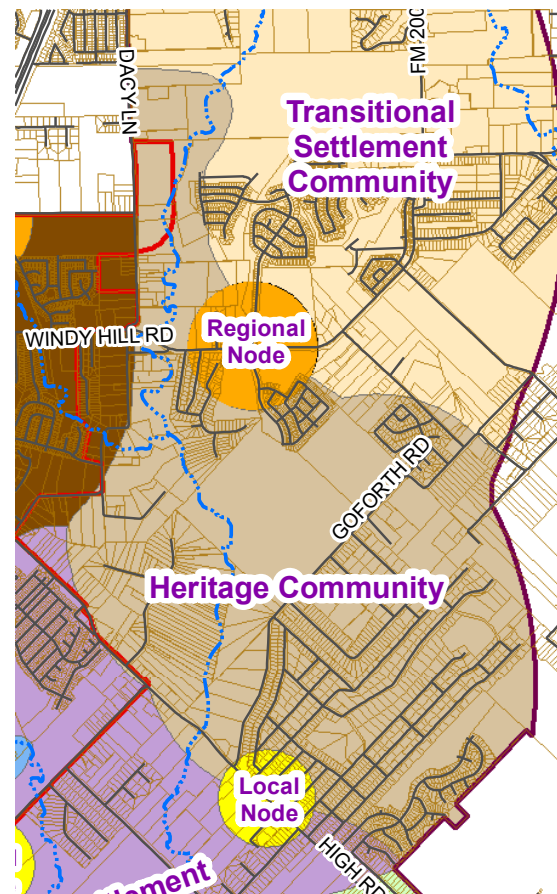 DACY LN
FM 200
Transitional
Settlement
Community
WINDY HILL RD
Regional
Node
GOFORTH RD
Heritage Community
Local
Node
HIGH RD